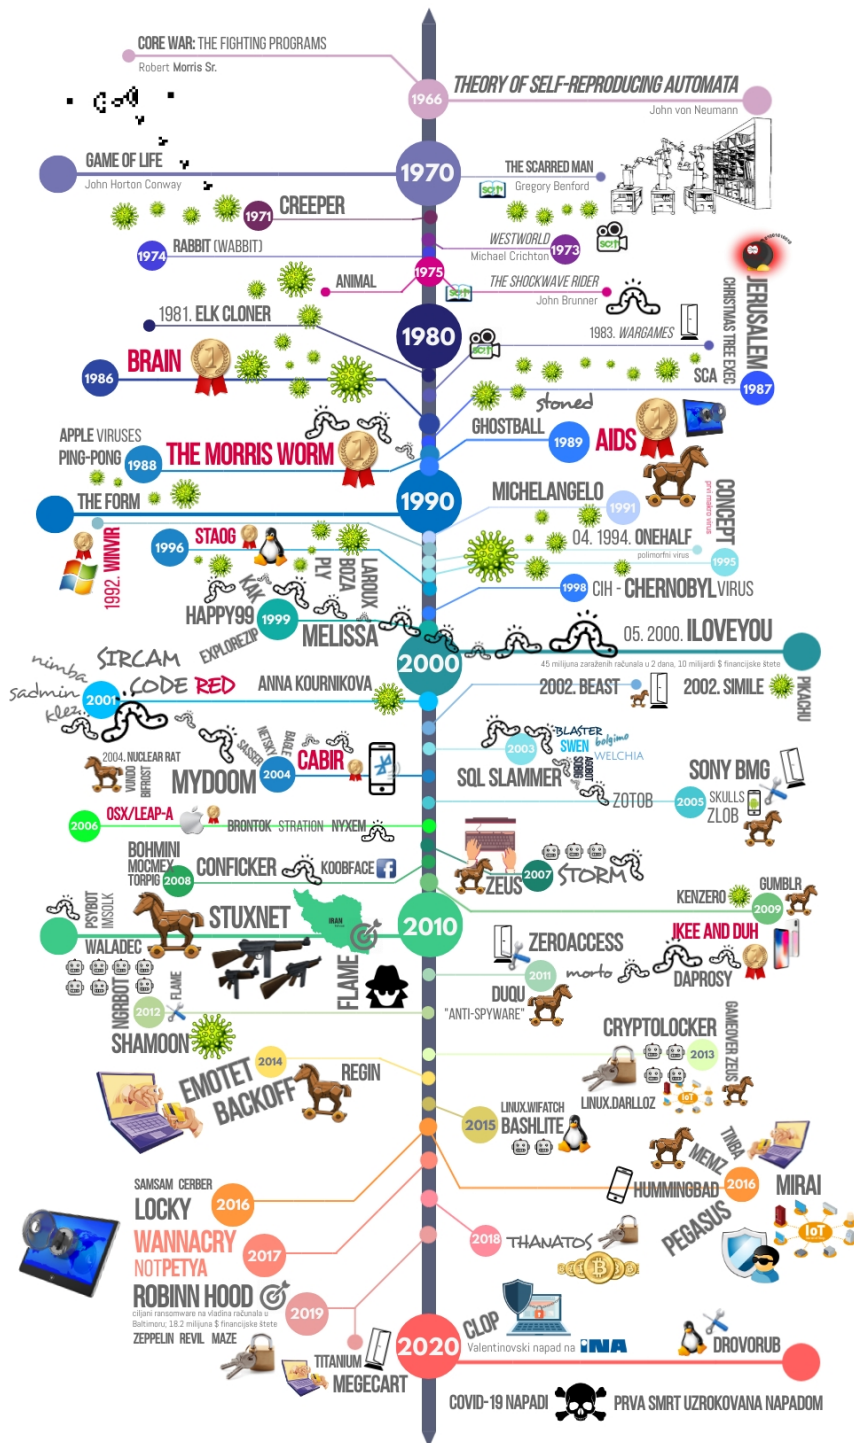 CORE WAR: THE FIGHTING PROGRAMS
Robert Morris Sr.
1966
THEORY OF SELF-REPRODUCING AUTOMATA
John von Neumann
GAME OF LIFE
John Horton Conway
1970
THE SCARRED MAN
Gregory Benford
1971
CREEPER
WESTWORLD
Michael Crichton
1973
1974
RABBIT (WABBIT)
1975
ANIMAL
THE SHOCKWAVE RIDER
John Brunner
1981. ELK CLONER
1980
1983. WARGAMES
JERUSALEM
CHRISTMAS TREE EXEC
SCA
1987
1986
BRAIN
stoned
GHOSTBALL
1989
AIDS
APPLE VIRUSES
PING-PONG
1988
THE MORRIS WORM
THE FORM
1990
MICHELANGELO
1991
CONCEPT
prvi makro virus
1992. WINVIR
1996
STAOG
PLY
BOZA
LAROUX
04. 1994. ONEHALF
polimorfni virus
1995
1998
CIH - CHERNOBYL VIRUS
KAK
HAPPY99
1999
EXPLOREZIP
MELISSA
05. 2000. ILOVEYOU
45 milijuna zaraženih računala u 2 dana, 10 milijardi $ financijske štete
2000
PIKACHU
nimba
SIRCAM
sadmin
2001
CODE RED
klez
ANNA KOURNIKOVA
2002. BEAST
2002. SIMILE
2003
BLASTER
SWEN
bolgimo
WELCHIA
SOBIG
AGOBOT
SQL SLAMMER
2004. NUCLEAR RAT
VUNDO
BIFROST
MYDOOM
2004
SASSER
NETSKY
BAGLE
CABIR
ZOTOB
2005
SONY BMG
SKULLS
ZLOB
2006
OSX/LEAP-A
BRONTOK STRATION NYXEM
BOHMINI
MOCMEX
TORPIG
2008
CONFICKER
KOOBFACE
ZEUS
2007
STORM
KENZERO
GUMBLR
2009
PSYBOT
IMSOLK
WALADEC
STUXNET
IRAN
2010
ZEROACCESS
JKEE AND DUH
2011
morto
DAPROSY
DUQU
"ANTI-SPYWARE"
NGRBOT
2012
FLAME
FLAME
SHAMOON
CRYPTOLOCKER
2013
GAMEOVER ZEUS
LINUX.DARLLOZ
IoT
2014
EMOTET
BACKOFF
REGIN
2015
LINUX.WIFATCH
BASHLITE
TINBA
MEMZ
HUMMINGBAD
2016
MIRAI
PEGASUS
IoT
SAMSAM CERBER
LOCKY
2016
WANNACRY
NOTPETYA
2017
2018
THANATOS
ROBINN HOOD
ciljani ransomware na vladina računala u
Baltimoru; 18.2 milijuna $ financijske štete
ZEPPELIN REVIL MAZE
2019
TITANIUM
MEGECART
2020
CLOP
Valentinovski napad na INA
DROVORUB
COVID-19 NAPADI
PRVA SMRT UZROKOVANA NAPADOM